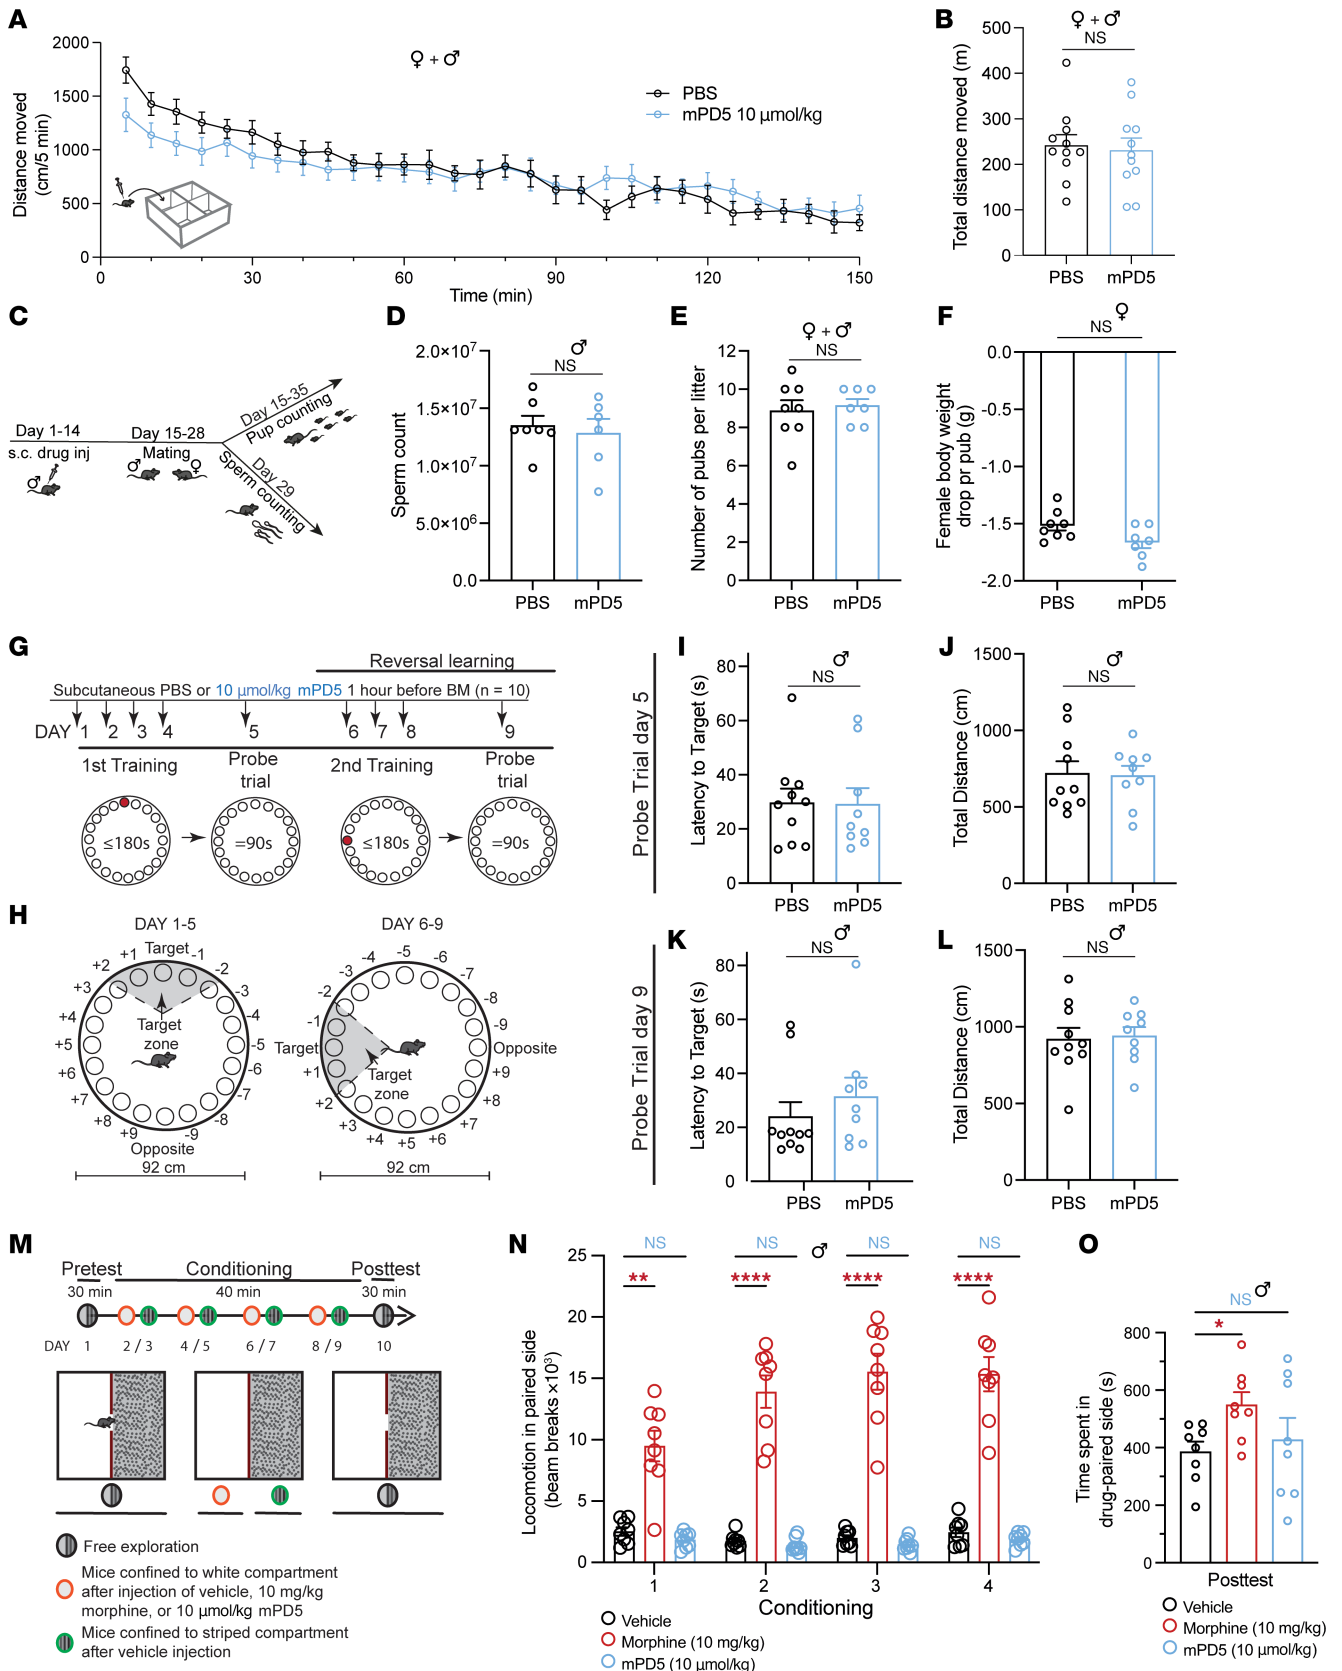 A
♀ + ♂
PBS
mPD5 10 µmol/kg
Distance moved
(cm/5 min)
2000
1500
1000
500
0
0 30 60 90 120 150
Time (min)
B
♀ + ♂
NS
Total distance moved (m)
500
400
300
200
100
0
PBS mPD5
C
Day 1-14
s.c. drug inj
Day 15-28
Mating
Day 15-35
Pup counting
Day 29
Sperm counting
♂
♂ ♀
D
♂
NS
Sperm count
2.0×10⁷
1.5×10⁷
1.0×10⁷
5.0×10⁶
0.0
PBS mPD5
E
♀ + ♂
NS
Number of pubs per litter
12
10
8
6
4
2
0
PBS mPD5
F
♀
NS
Female body weight
drop pr pub (g)
0.0
-0.5
-1.0
-1.5
-2.0
PBS mPD5
G
Reversal learning
Subcutaneous PBS or 10 µmol/kg mPD5 1 hour before BM (n = 10)
DAY 1 2 3 4 5 6 7 8 9
1st Training
Probe
trial
2nd Training
Probe
trial
≤180s =90s ≤180s =90s
H
DAY 1-5
Target
+1 -1
+2 -2
+3 -3
+4 -4
+5 -5
+6 -6
+7 -7
+8 -8
+9 -9
Opposite
Target
zone
92 cm
DAY 6-9
-5
-4 -6
-3 -7
-2 -8
-1 -9
Target Opposite
+1 +9
+2 +8
+3 +7
+4 +6
+5
Target
zone
92 cm
Probe Trial day 5
I
♂
NS
Latency to Target (s)
80
60
40
20
0
PBS mPD5
J
♂
NS
Total Distance (cm)
1500
1000
500
0
PBS mPD5
Probe Trial day 9
K
♂
NS
Latency to Target (s)
80
60
40
20
0
PBS mPD5
L
♂
NS
Total Distance (cm)
1500
1000
500
0
PBS mPD5
M
Pretest Conditioning Posttest
30 min 40 min 30 min
DAY 1 2 / 3 4 / 5 6 / 7 8 / 9 10
Free exploration
Mice confined to white compartment
after injection of vehicle, 10 mg/kg
morphine, or 10 µmol/kg mPD5
Mice confined to striped compartment
after vehicle injection
N
NS NS ♂ NS NS
** **** **** ****
Locomotion in paired side
(beam breaks ×10³)
25
20
15
10
5
0
1 2 3 4
Conditioning
Vehicle
Morphine (10 mg/kg)
mPD5 (10 µmol/kg)
O
NS ♂
*
Time spent in
drug-paired side (s)
800
600
400
200
0
Posttest
Vehicle
Morphine (10 mg/kg)
mPD5 (10 µmol/kg)